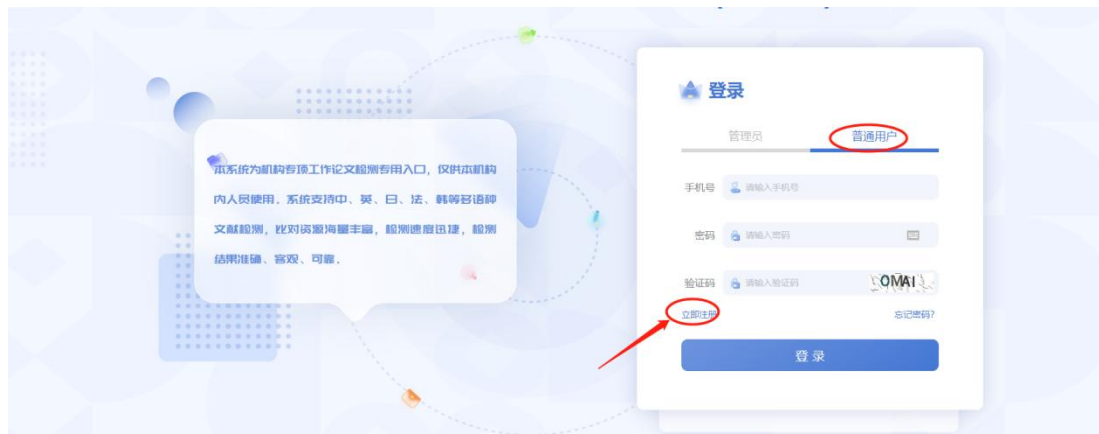 登录
管理员 普通用户
本系统为机构专项工作论文检测专用入口，仅供本机构
内人员使用，系统支持中、英、日、法、韩等多语种
文献检测，比对资源海量丰富，检测速度迅捷，检测
结果准确、客观、可靠。
手机号 请输入手机号
密码 请输入密码
验证码 请输入验证码 OMAI
立即注册 忘记密码?
登 录